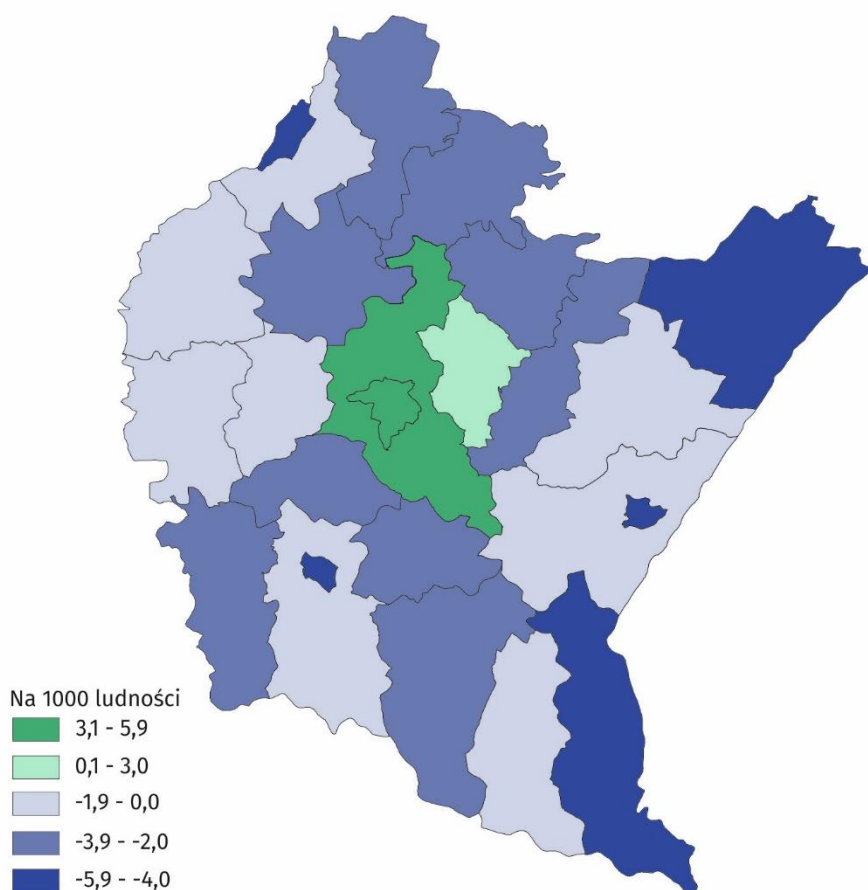 Na 1000 ludności
3,1 - 5,9
0,1 - 3,0
-1,9 - 0,0
-3,9 - -2,0
-5,9 - -4,0